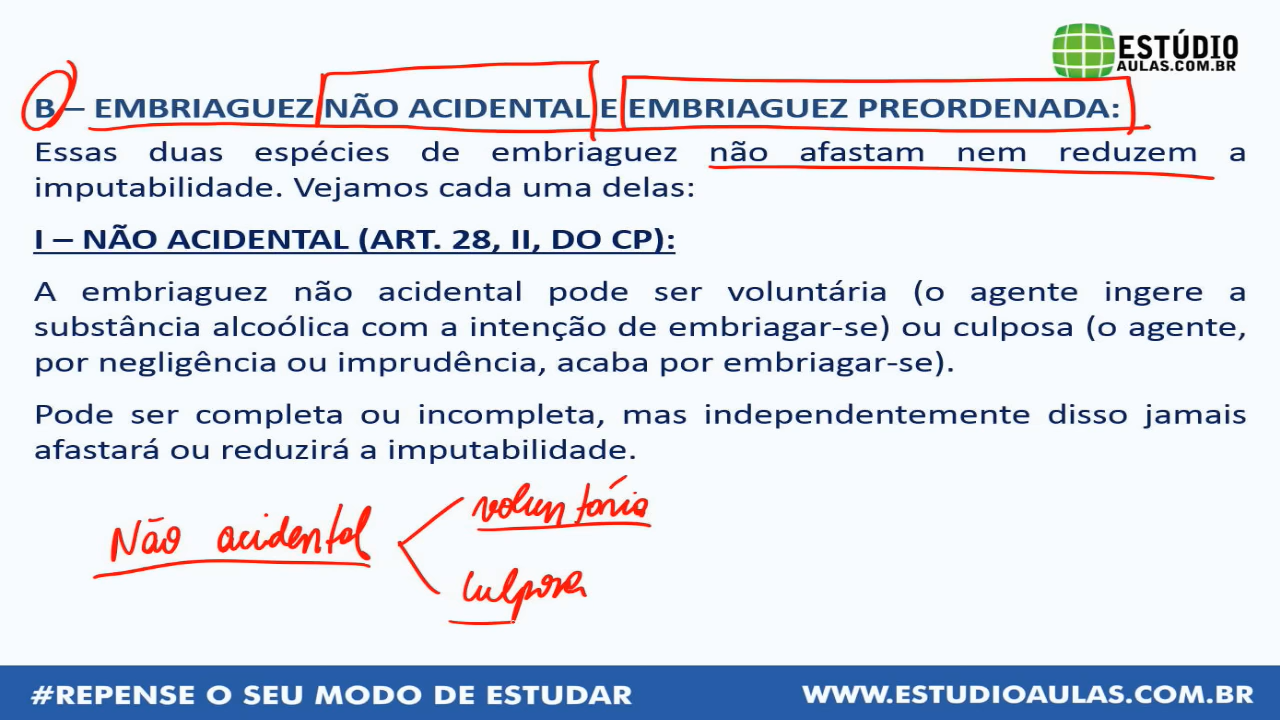 ESTÚDIO
AULAS.COM.BR
B – EMBRIAGUEZ NÃO ACIDENTAL E EMBRIAGUEZ PREORDENADA:
Essas duas espécies de embriaguez não afastam nem reduzem a
imputabilidade. Vejamos cada uma delas:
I – NÃO ACIDENTAL (ART. 28, II, DO CP):
A embriaguez não acidental pode ser voluntária (o agente ingere a
substância alcoólica com a intenção de embriagar-se) ou culposa (o agente,
por negligência ou imprudência, acaba por embriagar-se).
Pode ser completa ou incompleta, mas independentemente disso jamais
afastará ou reduzirá a imputabilidade.
voluntária
Não acidental
culposa
#REPENSE O SEU MODO DE ESTUDAR
WWW.ESTUDIOAULAS.COM.BR